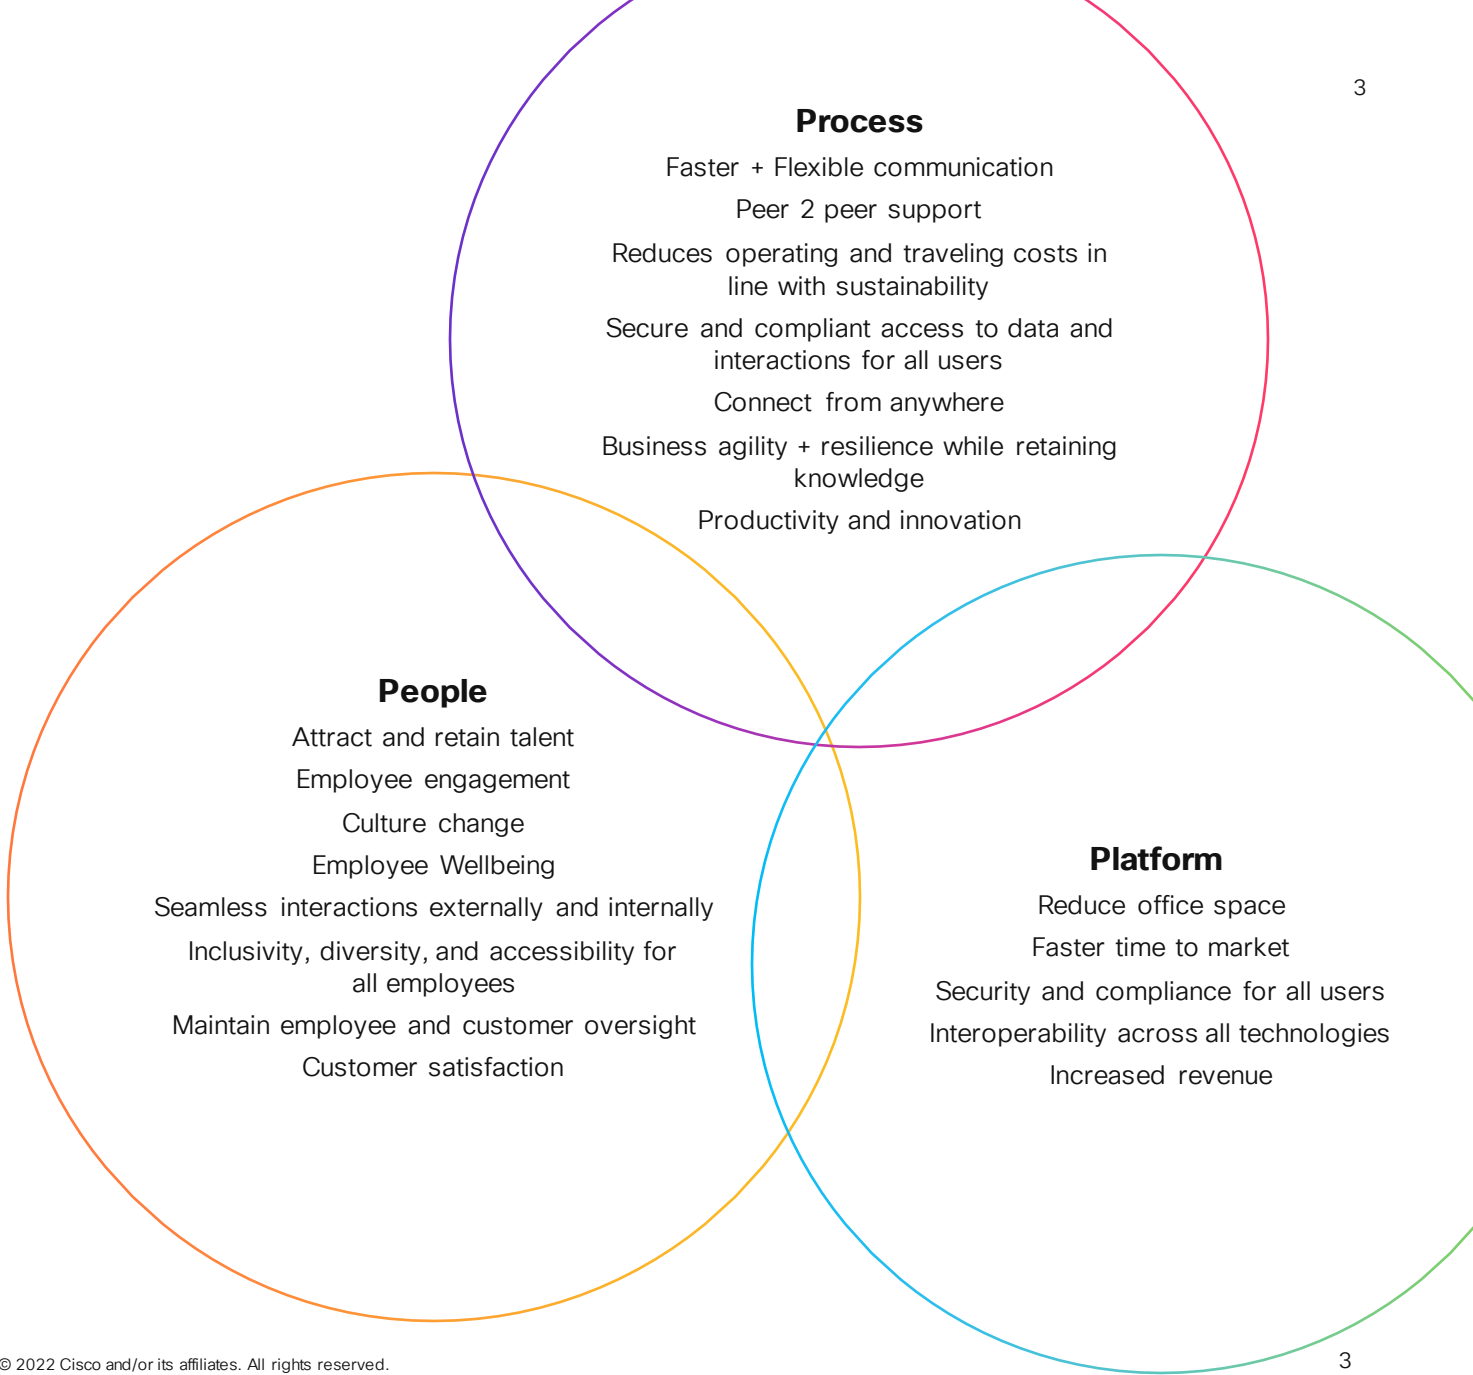 3
Process
Faster + Flexible communication
Peer 2 peer support
Reduces operating and traveling costs in
line with sustainability
Secure and compliant access to data and
interactions for all users
Connect from anywhere
Business agility + resilience while retaining
knowledge
Productivity and innovation
People
Attract and retain talent
Employee engagement
Culture change
Employee Wellbeing
Seamless interactions externally and internally
Inclusivity, diversity, and accessibility for
all employees
Maintain employee and customer oversight
Customer satisfaction
Platform
Reduce office space
Faster time to market
Security and compliance for all users
Interoperability across all technologies
Increased revenue
© 2022 Cisco and/or its affiliates. All rights reserved.
3